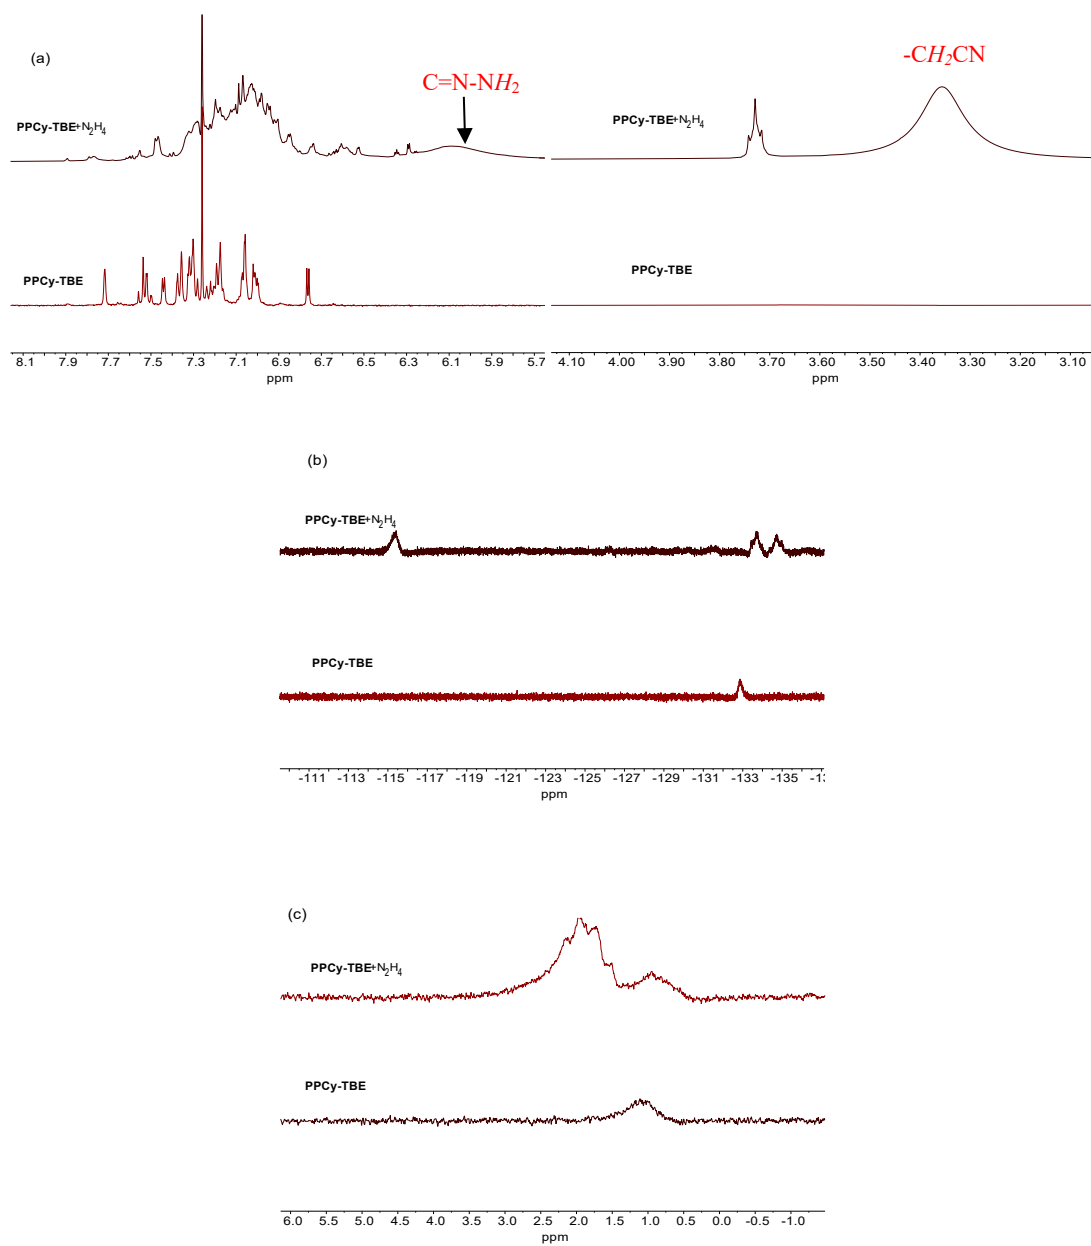 (a)
C=N-NH₂
-CH₂CN
PPCy-TBE+N₂H₄
PPCy-TBE+N₂H₄
PPCy-TBE
PPCy-TBE
8.1 7.9 7.7 7.5 7.3 7.1 6.9 6.7 6.5 6.3 6.1 5.9 5.7
ppm
4.10 4.00 3.90 3.80 3.70 3.60 3.50 3.40 3.30 3.20 3.10
ppm
(b)
PPCy-TBE+N₂H₄
PPCy-TBE
-111 -113 -115 -117 -119 -121 -123 -125 -127 -129 -131 -133 -135
ppm
(c)
PPCy-TBE+N₂H₄
PPCy-TBE
6.0 5.5 5.0 4.5 4.0 3.5 3.0 2.5 2.0 1.5 1.0 0.5 0.0 -0.5 -1.0
ppm